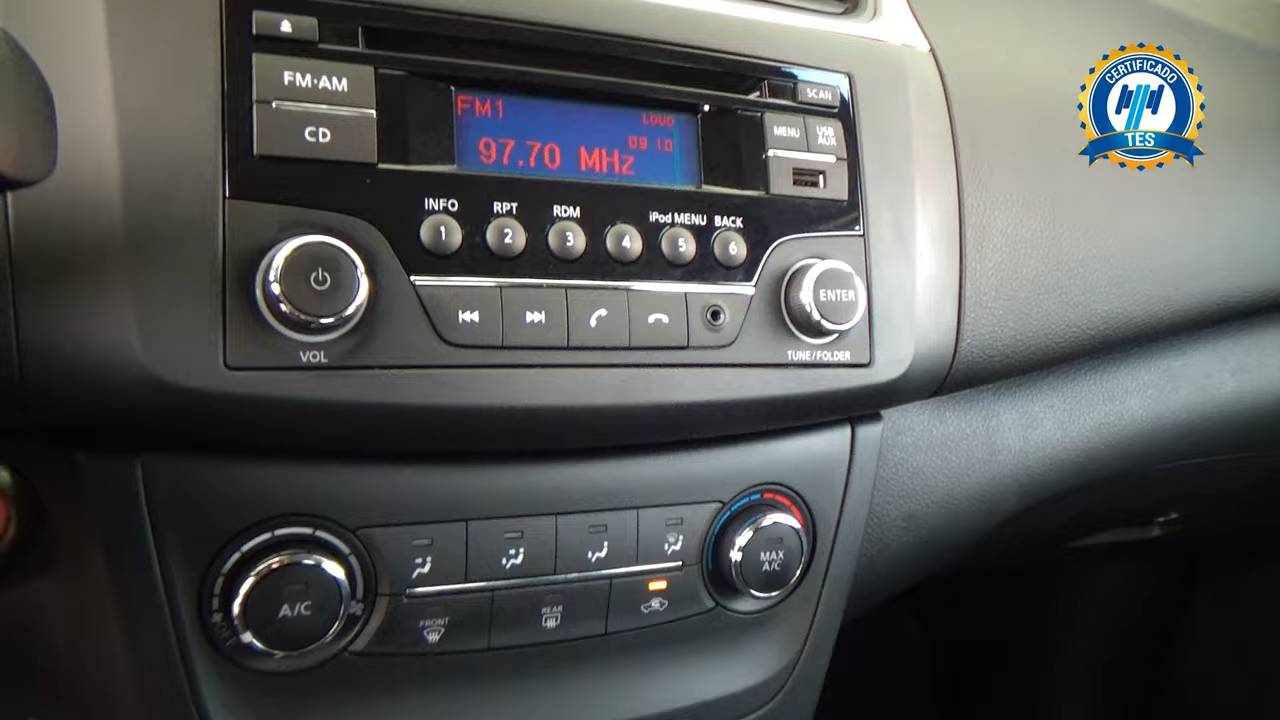 FM·AM
CD
FM1
LOUD
09 10
97.70 MHz
SCAN
MENU
USB
AUX
INFO
RPT
RDM
iPod MENU
BACK
1
2
3
4
5
6
VOL
ENTER
TUNE/FOLDER
A/C
OFF
FRONT
REAR
MAX
A/C
CERTIFICADO
TES